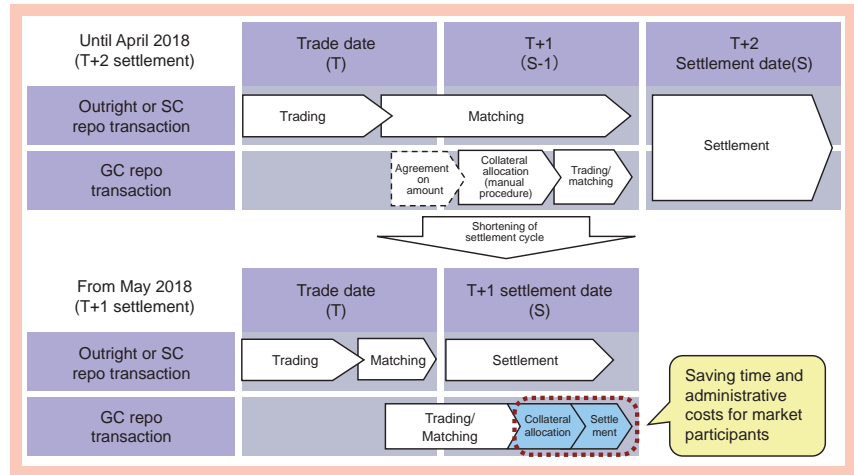 Until April 2018
(T+2 settlement)
Trade date
(T)
T+1
(S-1)
T+2
Settlement date(S)
Outright or SC
repo transaction
Trading
Matching
Settlement
GC repo
transaction
Agreement
on
amount
Collateral
allocation
(manual
procedure)
Trading/
matching
Shortening of
settlement cycle
From May 2018
(T+1 settlement)
Trade date
(T)
T+1 settlement date
(S)
Outright or SC
repo transaction
Trading
Matching
Settlement
GC repo
transaction
Trading/
Matching
Collateral
allocation
Settle
ment
Saving time and
administrative
costs for market
participants